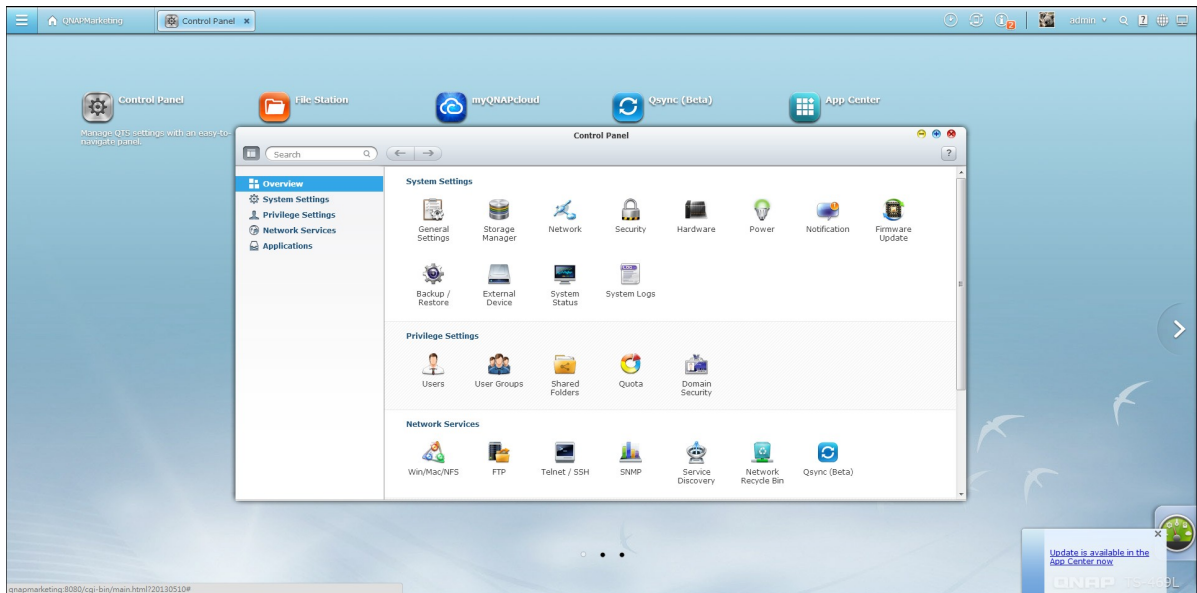 QNAPMarketing
Control Panel
2
admin
?
Control Panel
Manage QTS settings with an easy-to-
navigate panel.
File Station
myQNAPcloud
Qsync (Beta)
App Center
Control Panel
Search
?
Overview
System Settings
Privilege Settings
Network Services
Applications
System Settings
General
Settings
Storage
Manager
Network
Security
Hardware
Power
Notification
Firmware
Update
Backup /
Restore
External
Device
System
Status
System Logs
Privilege Settings
Users
User Groups
Shared
Folders
Quota
Domain
Security
Network Services
Win/Mac/NFS
FTP
Telnet / SSH
SNMP
Service
Discovery
Network
Recycle Bin
Qsync (Beta)
Update is available in the
App Center now
QNAP
qnapmarketing:8080/cgi-bin/main.html?20130510#